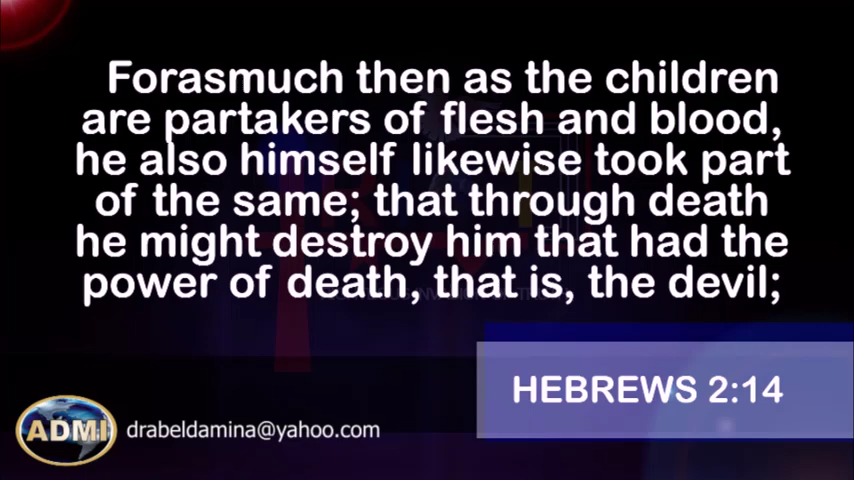 Forasmuch then as the children
are partakers of flesh and blood,
he also himself likewise took part
of the same; that through death
he might destroy him that had the
power of death, that is, the devil;
HEBREWS 2:14
ADMI
drabeldamina@yahoo.com